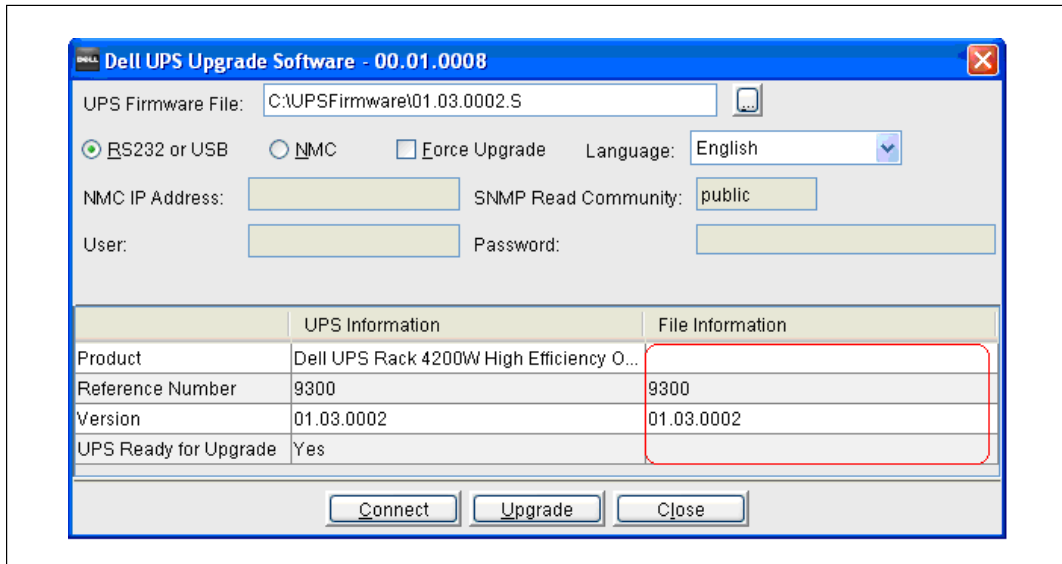 DELL Dell UPS Upgrade Software - 00.01.0008
UPS Firmware File: C:\UPSFirmware\01.03.0002.S ...
RS232 or USB NMC Force Upgrade Language: English
NMC IP Address: SNMP Read Community: public
User: Password:
UPS Information File Information
Product Dell UPS Rack 4200W High Efficiency O...
Reference Number 9300 9300
Version 01.03.0002 01.03.0002
UPS Ready for Upgrade Yes
Connect Upgrade Close